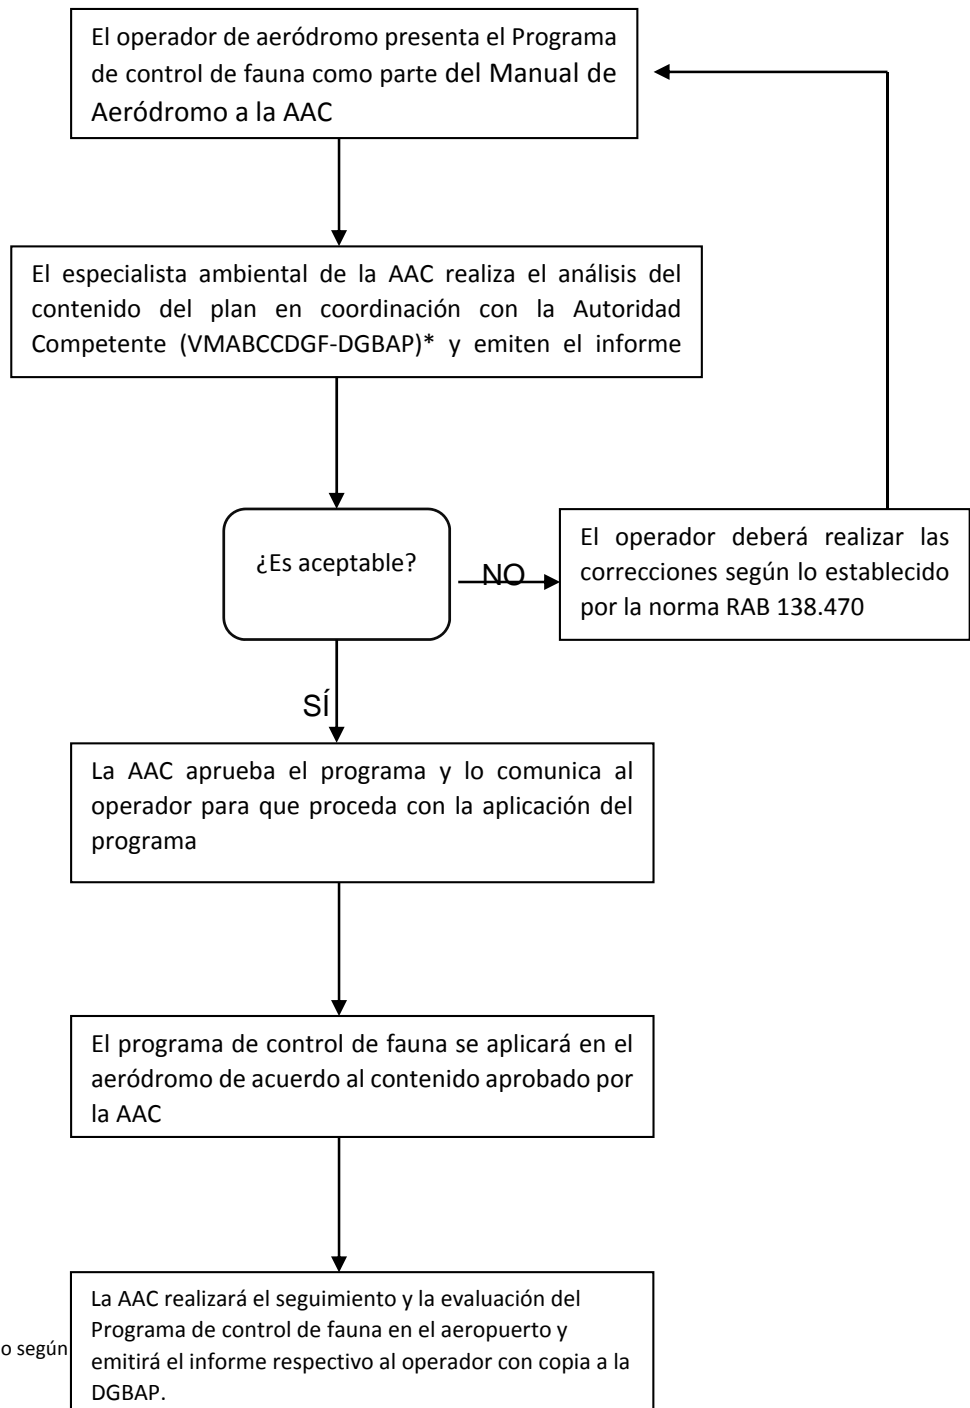 El operador de aeródromo presenta el Programa
de control de fauna como parte del Manual de
Aeródromo a la AAC
El especialista ambiental de la AAC realiza el análisis del
contenido del plan en coordinación con la Autoridad
Competente (VMABCCDGF-DGBAP)* y emiten el informe
¿Es aceptable?
NO
El operador deberá realizar las
correcciones según lo establecido
por la norma RAB 138.470
SÍ
La AAC aprueba el programa y lo comunica al
operador para que proceda con la aplicación del
programa
El programa de control de fauna se aplicará en el
aeródromo de acuerdo al contenido aprobado por
la AAC
La AAC realizará el seguimiento y la evaluación del
Programa de control de fauna en el aeropuerto y
emitirá el informe respectivo al operador con copia a la
DGBAP.
o según